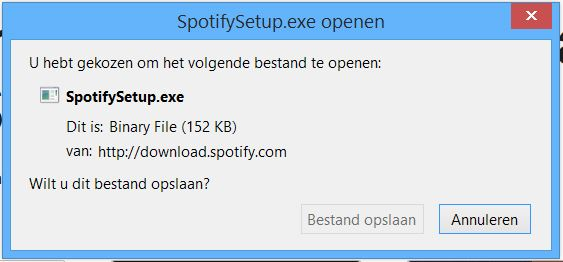 SpotifySetup.exe openen
U hebt gekozen om het volgende bestand te openen:
SpotifySetup.exe
Dit is: Binary File (152 KB)
van: http://download.spotify.com
Wilt u dit bestand opslaan?
Bestand opslaan Annuleren